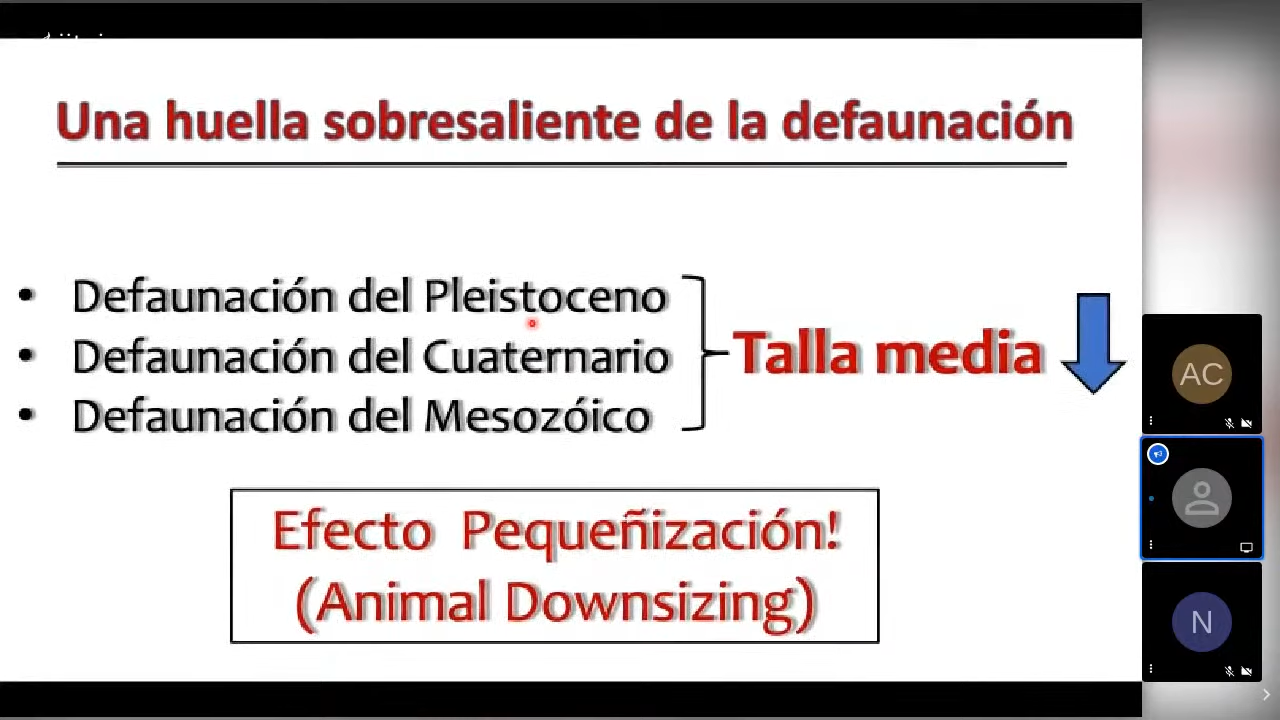 Una huella sobresaliente de la defaunación
• Defaunación del Pleistoceno
• Defaunación del Cuaternario
• Defaunación del Mesozóico
Talla media
Efecto Pequeñización!
(Animal Downsizing)
AC
N